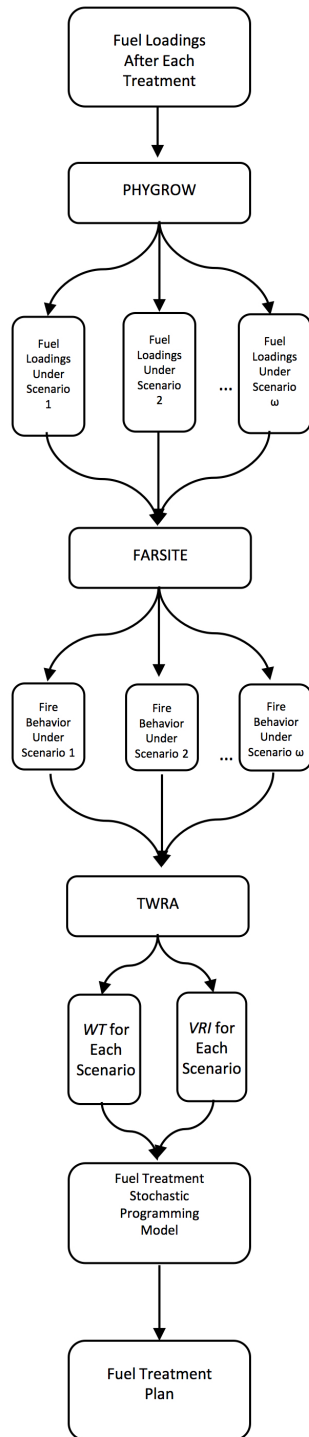 Fuel Loadings
After Each
Treatment
PHYGROW
Fuel
Loadings
Under
Scenario
1
Fuel
Loadings
Under
Scenario
2
...
Fuel
Loadings
Under
Scenario
ω
FARSITE
Fire
Behavior
Under
Scenario 1
Fire
Behavior
Under
Scenario 2
...
Fire
Behavior
Under
Scenario ω
TWRA
WT for
Each
Scenario
VRI for
Each
Scenario
Fuel Treatment
Stochastic
Programming
Model
Fuel Treatment
Plan